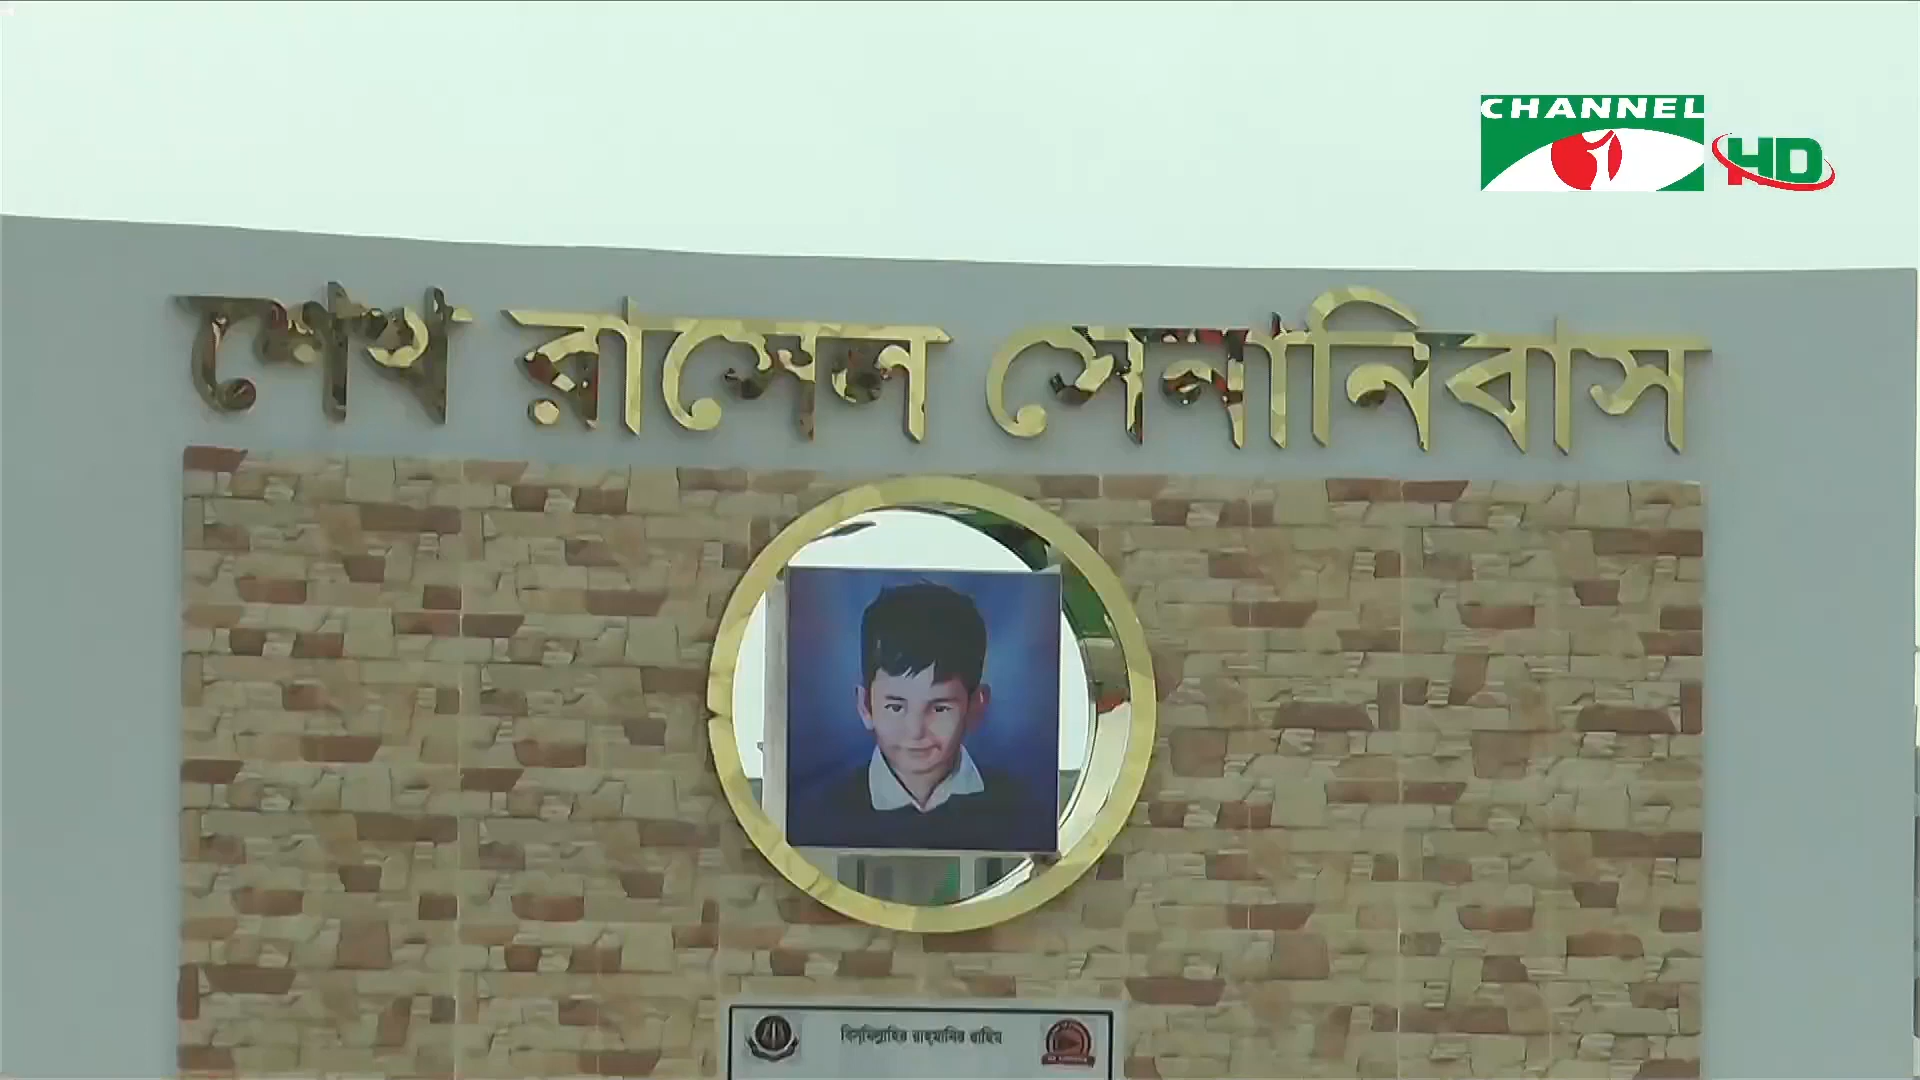 CHANNEL
HD
শেখ রাসেল সেনানিবাস
বিস্‌মিল্লাহির রাহ্‌মানির রাহিম